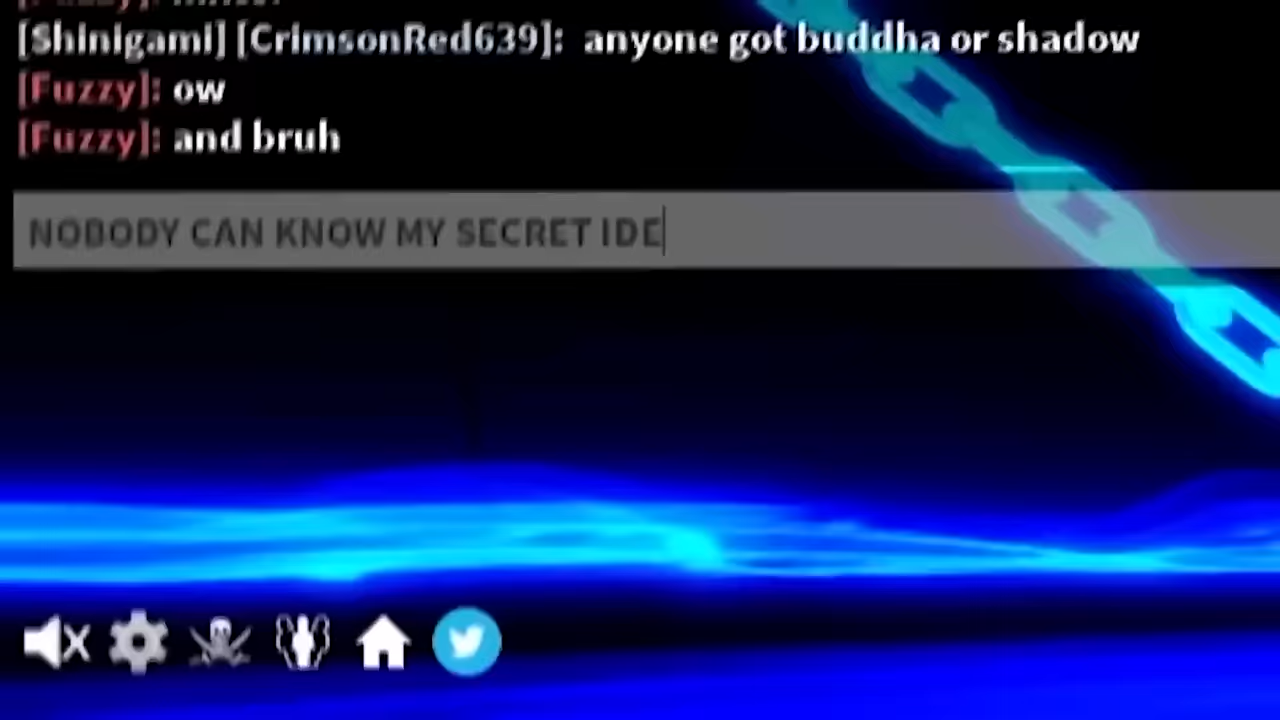 [Shinigami] [CrimsonRed639]: anyone got buddha or shadow
[Fuzzy]: ow
[Fuzzy]: and bruh
NOBODY CAN KNOW MY SECRET IDE